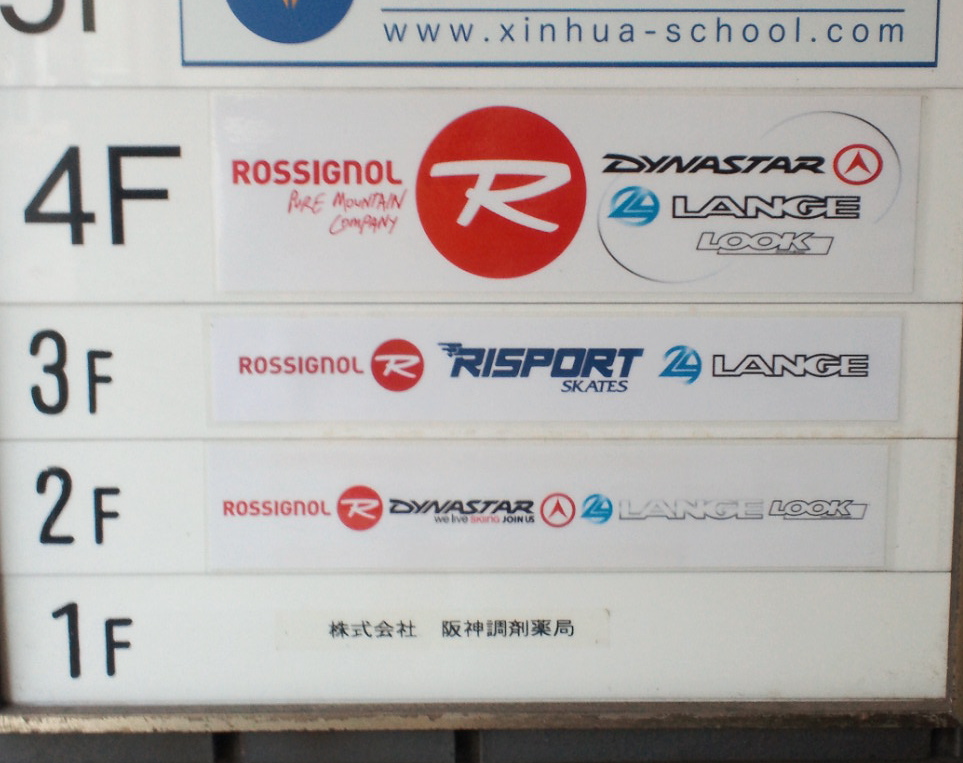 www.xinhua-school.com
4F
ROSSIGNOL
PURE MOUNTAIN
COMPANY
R
DYNASTAR
LANGE
LOOK
3F
ROSSIGNOL R RISPORT
SKATES
LANGE
2F
ROSSIGNOL R DYNASTAR
we live skiing JOIN US
LANGE LOOK
1F
株式会社 阪神調剤薬局